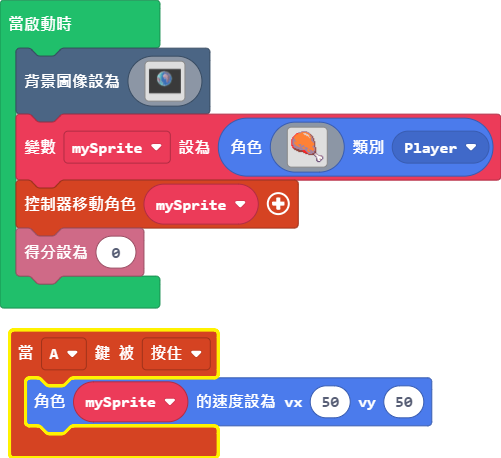 當啟動時
背景圖像設為
變數 mySprite 設為 角色 類別 Player
控制器移動角色 mySprite
得分設為 0
當 A 鍵 被 按住
角色 mySprite 的速度設為 vx 50 vy 50